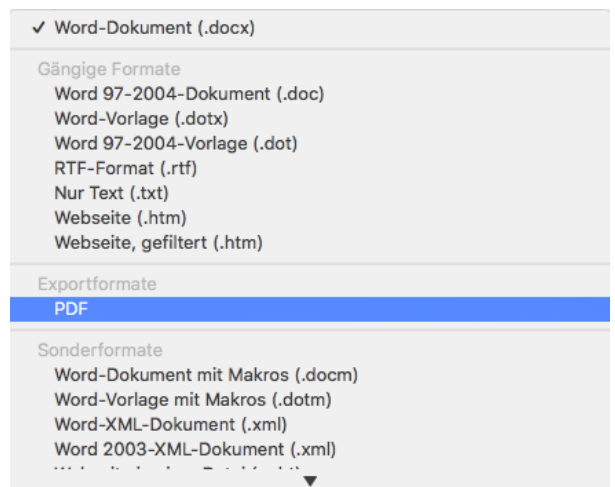 ✓ Word-Dokument (.docx)
Gängige Formate
Word 97-2004-Dokument (.doc)
Word-Vorlage (.dotx)
Word 97-2004-Vorlage (.dot)
RTF-Format (.rtf)
Nur Text (.txt)
Webseite (.htm)
Webseite, gefiltert (.htm)
Exportformate
PDF
Sonderformate
Word-Dokument mit Makros (.docm)
Word-Vorlage mit Makros (.dotm)
Word-XML-Dokument (.xml)
Word 2003-XML-Dokument (.xml)